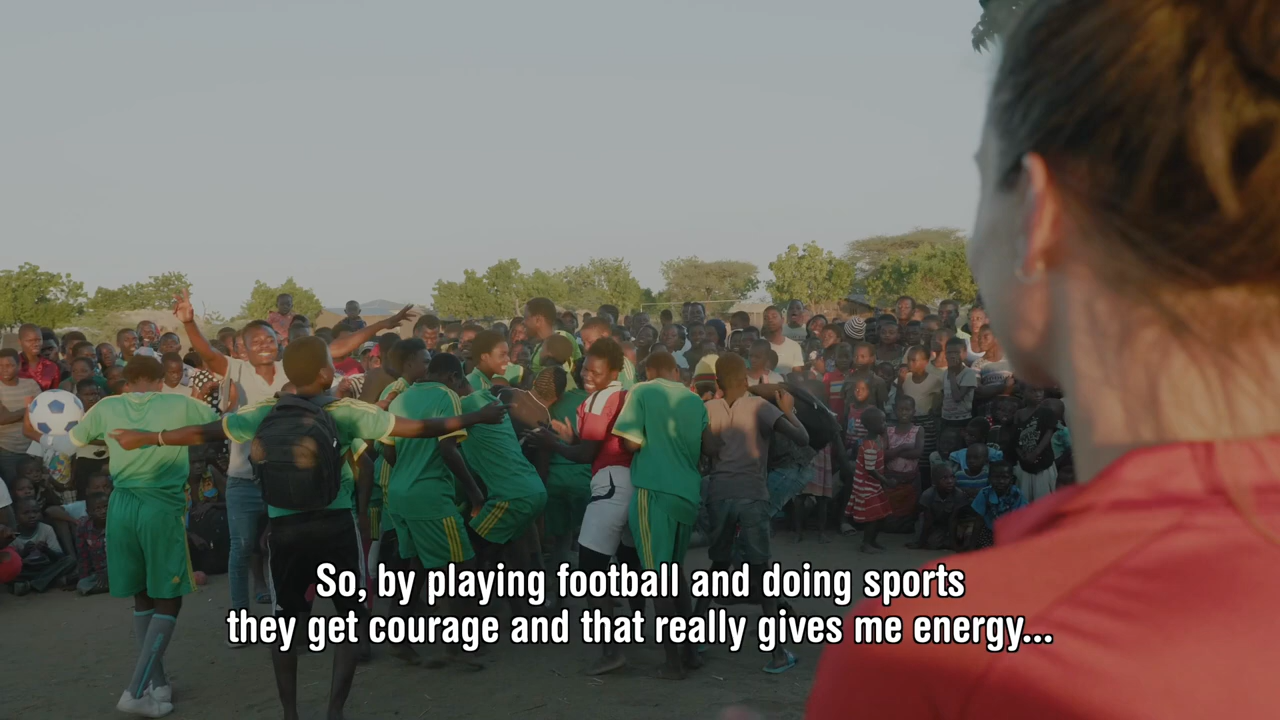 So, by playing football and doing sports
they get courage and that really gives me energy...